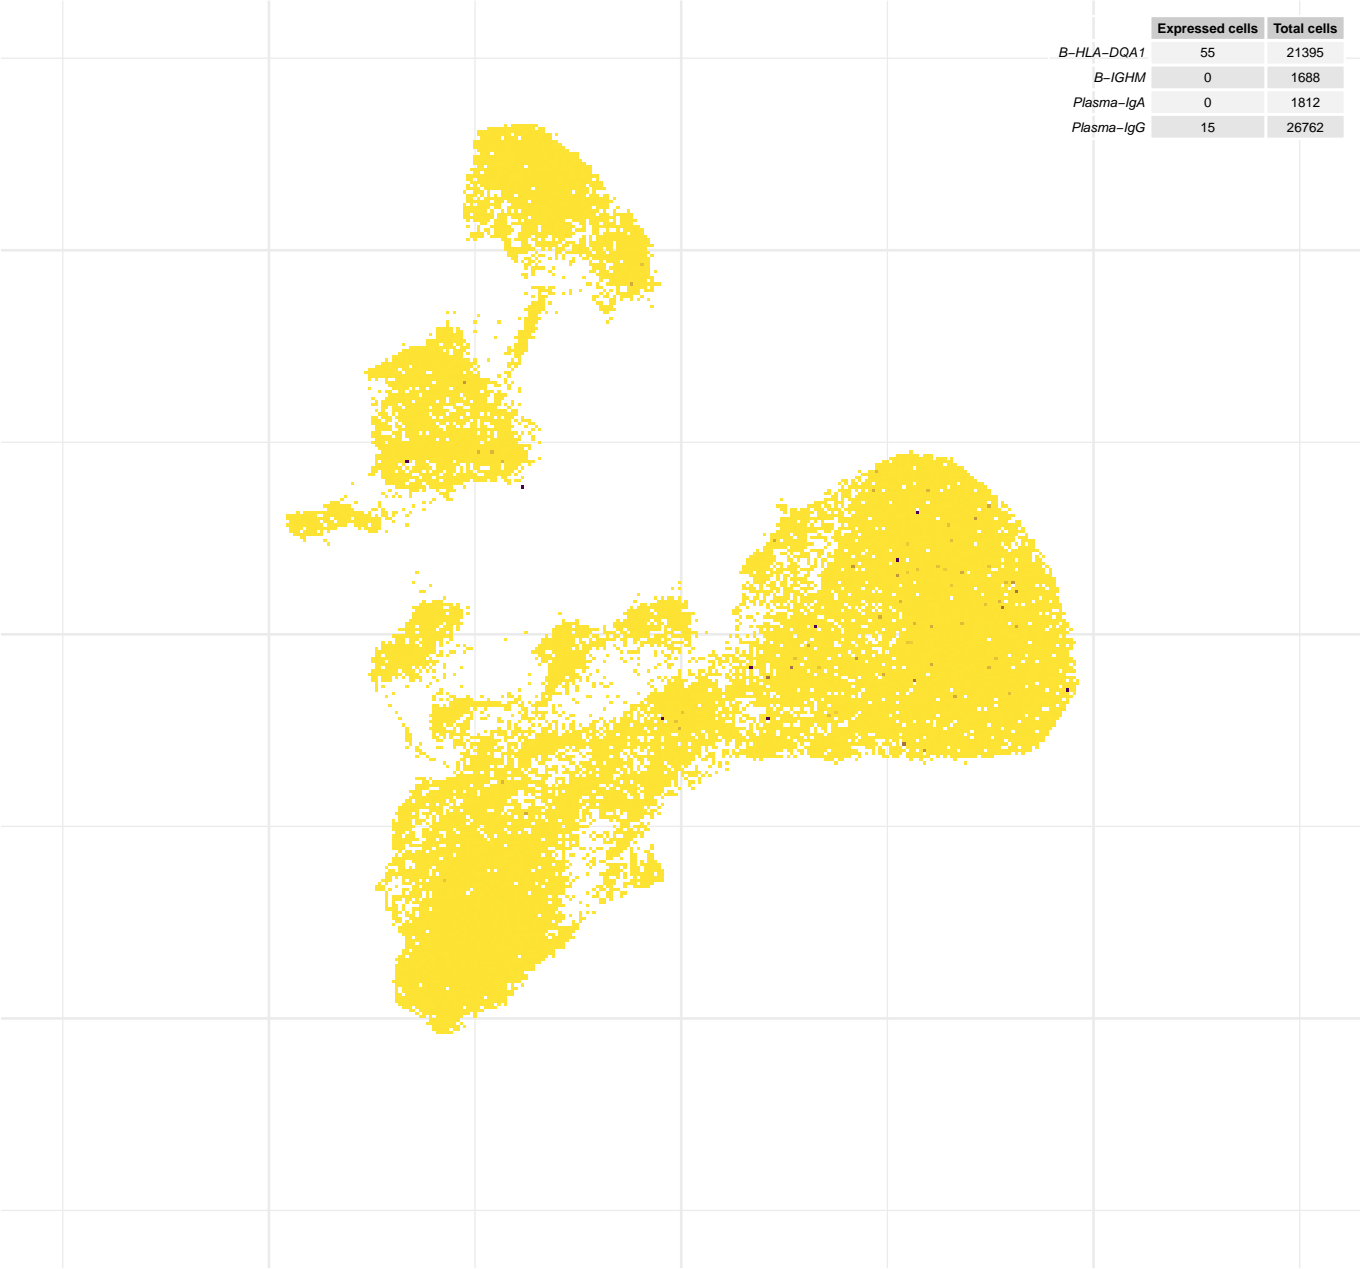 Expressed cells Total cells
B−HLA−DQA1 55 21395
B−IGHM 0 1688
Plasma−IgA 0 1812
Plasma−IgG 15 26762